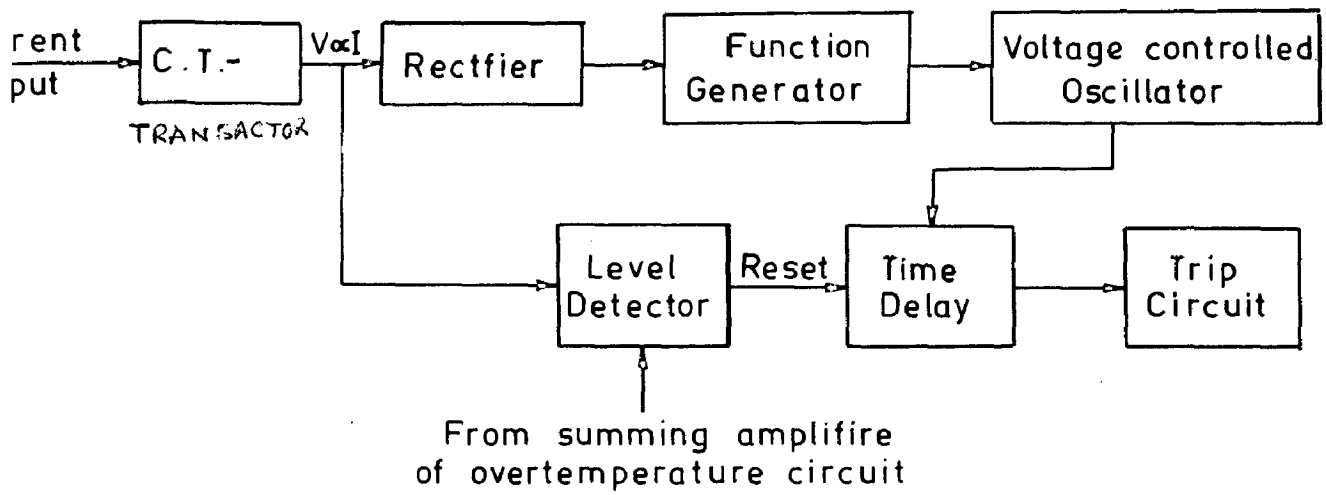 rent
put
C.T.-
TRANSACTOR
V∝I
Rectfier
Function
Generator
Voltage controlled
Oscillator
Level
Detector
Reset
Time
Delay
Trip
Circuit
From summing amplifire
of overtemperature circuit